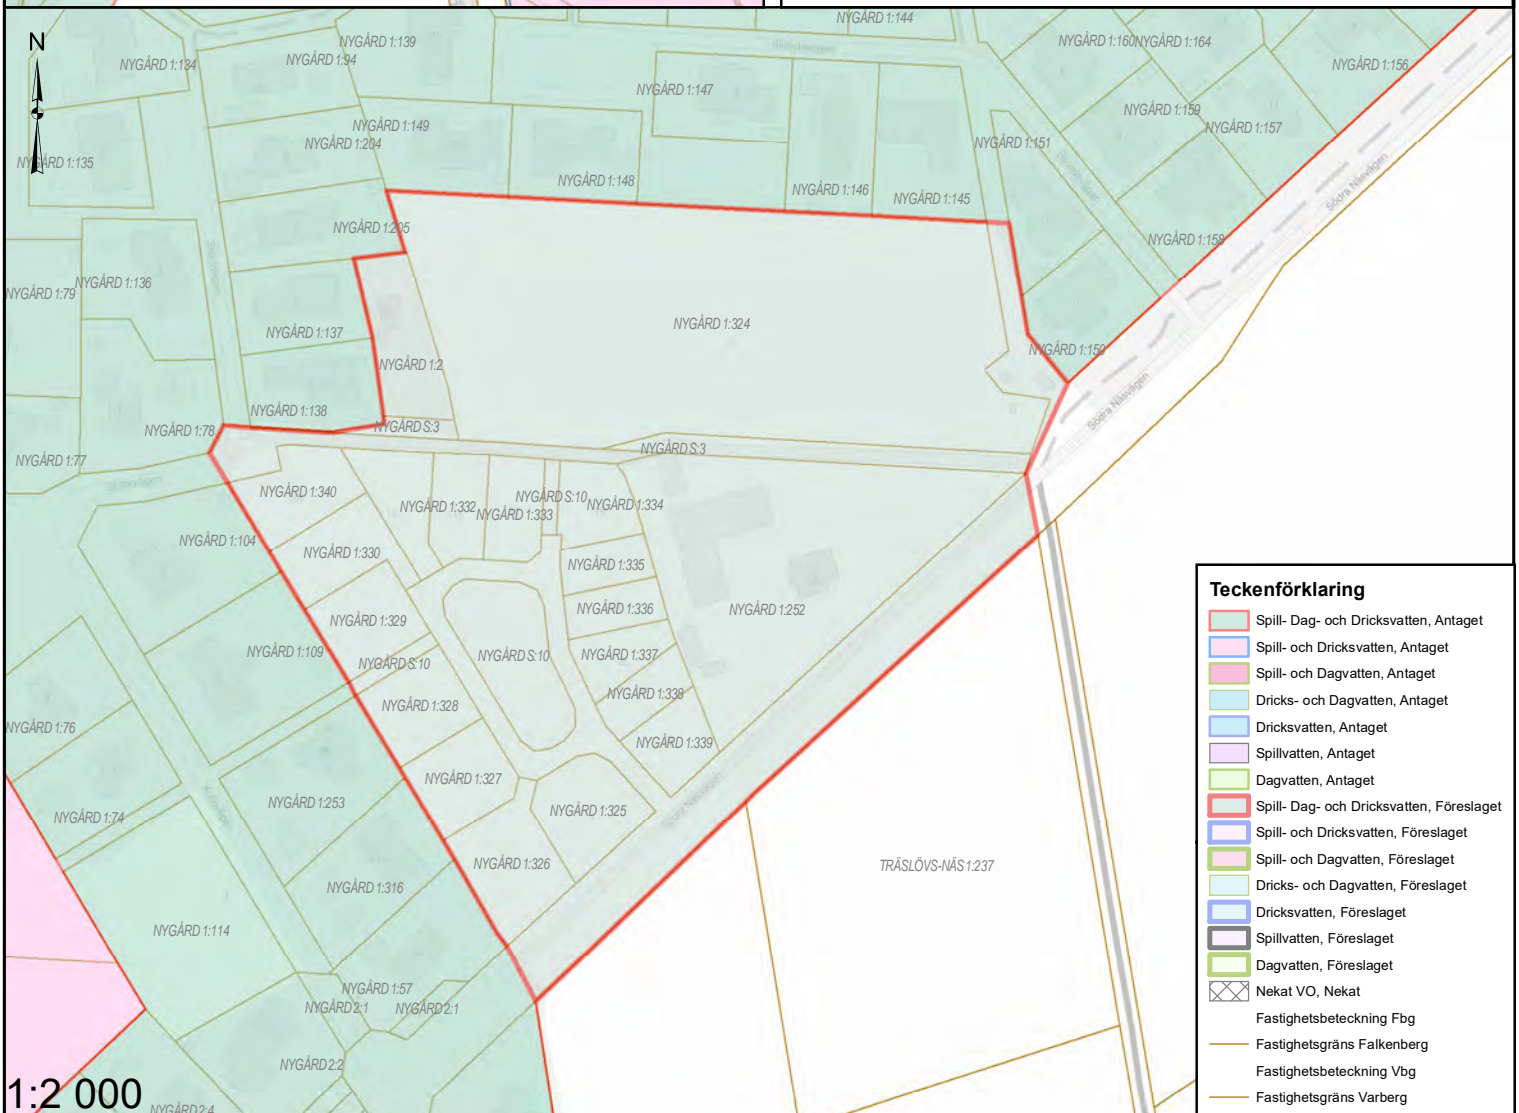 NYGÅRD 1:144
N
NYGÅRD 1:139
NYGÅRD 1:160
NYGÅRD 1:164
NYGÅRD 1:94
NYGÅRD 1:134
NYGÅRD 1:156
NYGÅRD 1:147
NYGÅRD 1:159
NYGÅRD 1:149
NYGÅRD 1:157
NYGÅRD 1:204
NYGÅRD 1:151
NYGÅRD 1:135
NYGÅRD 1:148
NYGÅRD 1:146
NYGÅRD 1:145
Södra Näsvägen
NYGÅRD 1:205
NYGÅRD 1:158
NYGÅRD 1:136
NYGÅRD 1:79
NYGÅRD 1:324
NYGÅRD 1:137
NYGÅRD 1:150
NYGÅRD 1:2
Södra Näsvägen
NYGÅRD 1:138
NYGÅRD S:3
NYGÅRD 1:78
NYGÅRD S:3
NYGÅRD 1:77
NYGÅRD 1:340
NYGÅRD S:10
NYGÅRD 1:332
NYGÅRD 1:334
NYGÅRD 1:333
NYGÅRD 1:104
NYGÅRD 1:330
NYGÅRD 1:335
NYGÅRD 1:336
NYGÅRD 1:252
NYGÅRD 1:329
NYGÅRD 1:109
NYGÅRD S:10
NYGÅRD S:10
NYGÅRD 1:337
NYGÅRD 1:338
NYGÅRD 1:328
NYGÅRD 1:76
NYGÅRD 1:339
NYGÅRD 1:327
Södra Näsvägen
NYGÅRD 1:253
NYGÅRD 1:325
NYGÅRD 1:74
NYGÅRD 1:326
TRÄSLÖVS-NÄS 1:237
NYGÅRD 1:316
NYGÅRD 1:114
NYGÅRD 1:57
NYGÅRD 2:1
NYGÅRD 2:1
NYGÅRD 2:2
1:2 000
NYGÅRD 2:4
Teckenförklaring
Spill- Dag- och Dricksvatten, Antaget
Spill- och Dricksvatten, Antaget
Spill- och Dagvatten, Antaget
Dricks- och Dagvatten, Antaget
Dricksvatten, Antaget
Spillvatten, Antaget
Dagvatten, Antaget
Spill- Dag- och Dricksvatten, Föreslaget
Spill- och Dricksvatten, Föreslaget
Spill- och Dagvatten, Föreslaget
Dricks- och Dagvatten, Föreslaget
Dricksvatten, Föreslaget
Spillvatten, Föreslaget
Dagvatten, Föreslaget
Nekat VO, Nekat
Fastighetsbeteckning Fbg
Fastighetsgräns Falkenberg
Fastighetsbeteckning Vbg
Fastighetsgräns Varberg